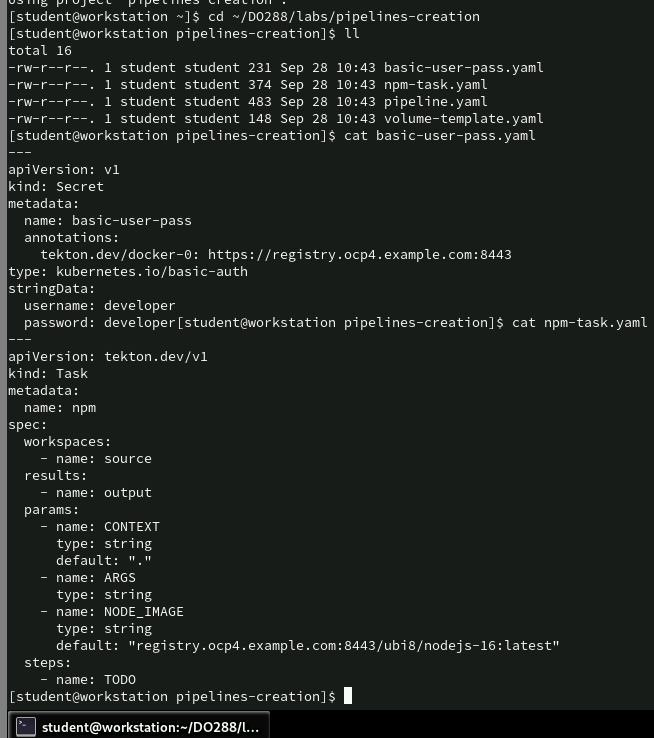 using project "pipelines-creation".
[student@workstation ~]$ cd ~/DO288/labs/pipelines-creation
[student@workstation pipelines-creation]$ ll
total 16
-rw-r--r--. 1 student student 231 Sep 28 10:43 basic-user-pass.yaml
-rw-r--r--. 1 student student 374 Sep 28 10:43 npm-task.yaml
-rw-r--r--. 1 student student 483 Sep 28 10:43 pipeline.yaml
-rw-r--r--. 1 student student 148 Sep 28 10:43 volume-template.yaml
[student@workstation pipelines-creation]$ cat basic-user-pass.yaml
---
apiVersion: v1
kind: Secret
metadata:
  name: basic-user-pass
  annotations:
    tekton.dev/docker-0: https://registry.ocp4.example.com:8443
type: kubernetes.io/basic-auth
stringData:
  username: developer
  password: developer[student@workstation pipelines-creation]$ cat npm-task.yaml
---
apiVersion: tekton.dev/v1
kind: Task
metadata:
  name: npm
spec:
  workspaces:
    - name: source
  results:
    - name: output
  params:
    - name: CONTEXT
      type: string
      default: "."
    - name: ARGS
      type: string
    - name: NODE_IMAGE
      type: string
      default: "registry.ocp4.example.com:8443/ubi8/nodejs-16:latest"
  steps:
    - name: TODO
[student@workstation pipelines-creation]$
student@workstation:~/DO288/l...